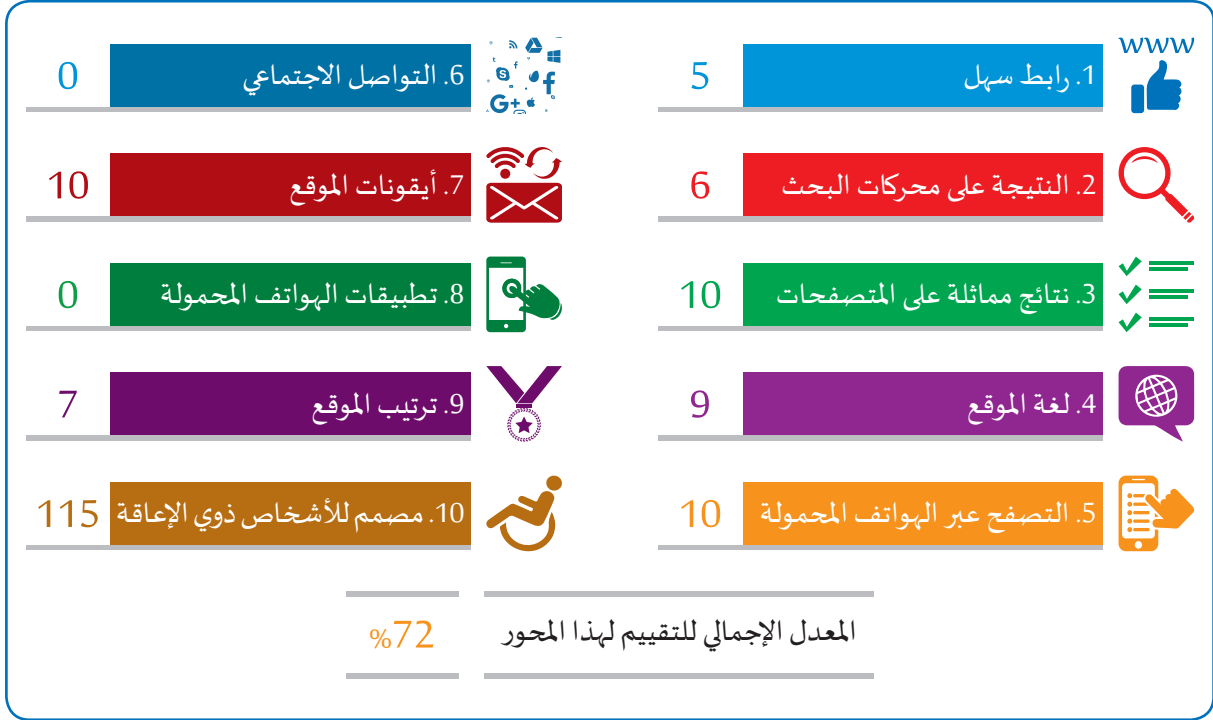 www
1. رابط سهل
5
2. النتيجة على محركات البحث
6
3. نتائج مماثلة على المتصفحات
10
4. لغة الموقع
9
5. التصفح عبر الهواتف المحمولة
10
6. التواصل الاجتماعي
0
7. أيقونات الموقع
10
8. تطبيقات الهواتف المحمولة
0
9. ترتيب الموقع
7
10. مصمم للأشخاص ذوي الإعاقة
115
المعدل الإجمالي للتقييم لهذا المحور
%72